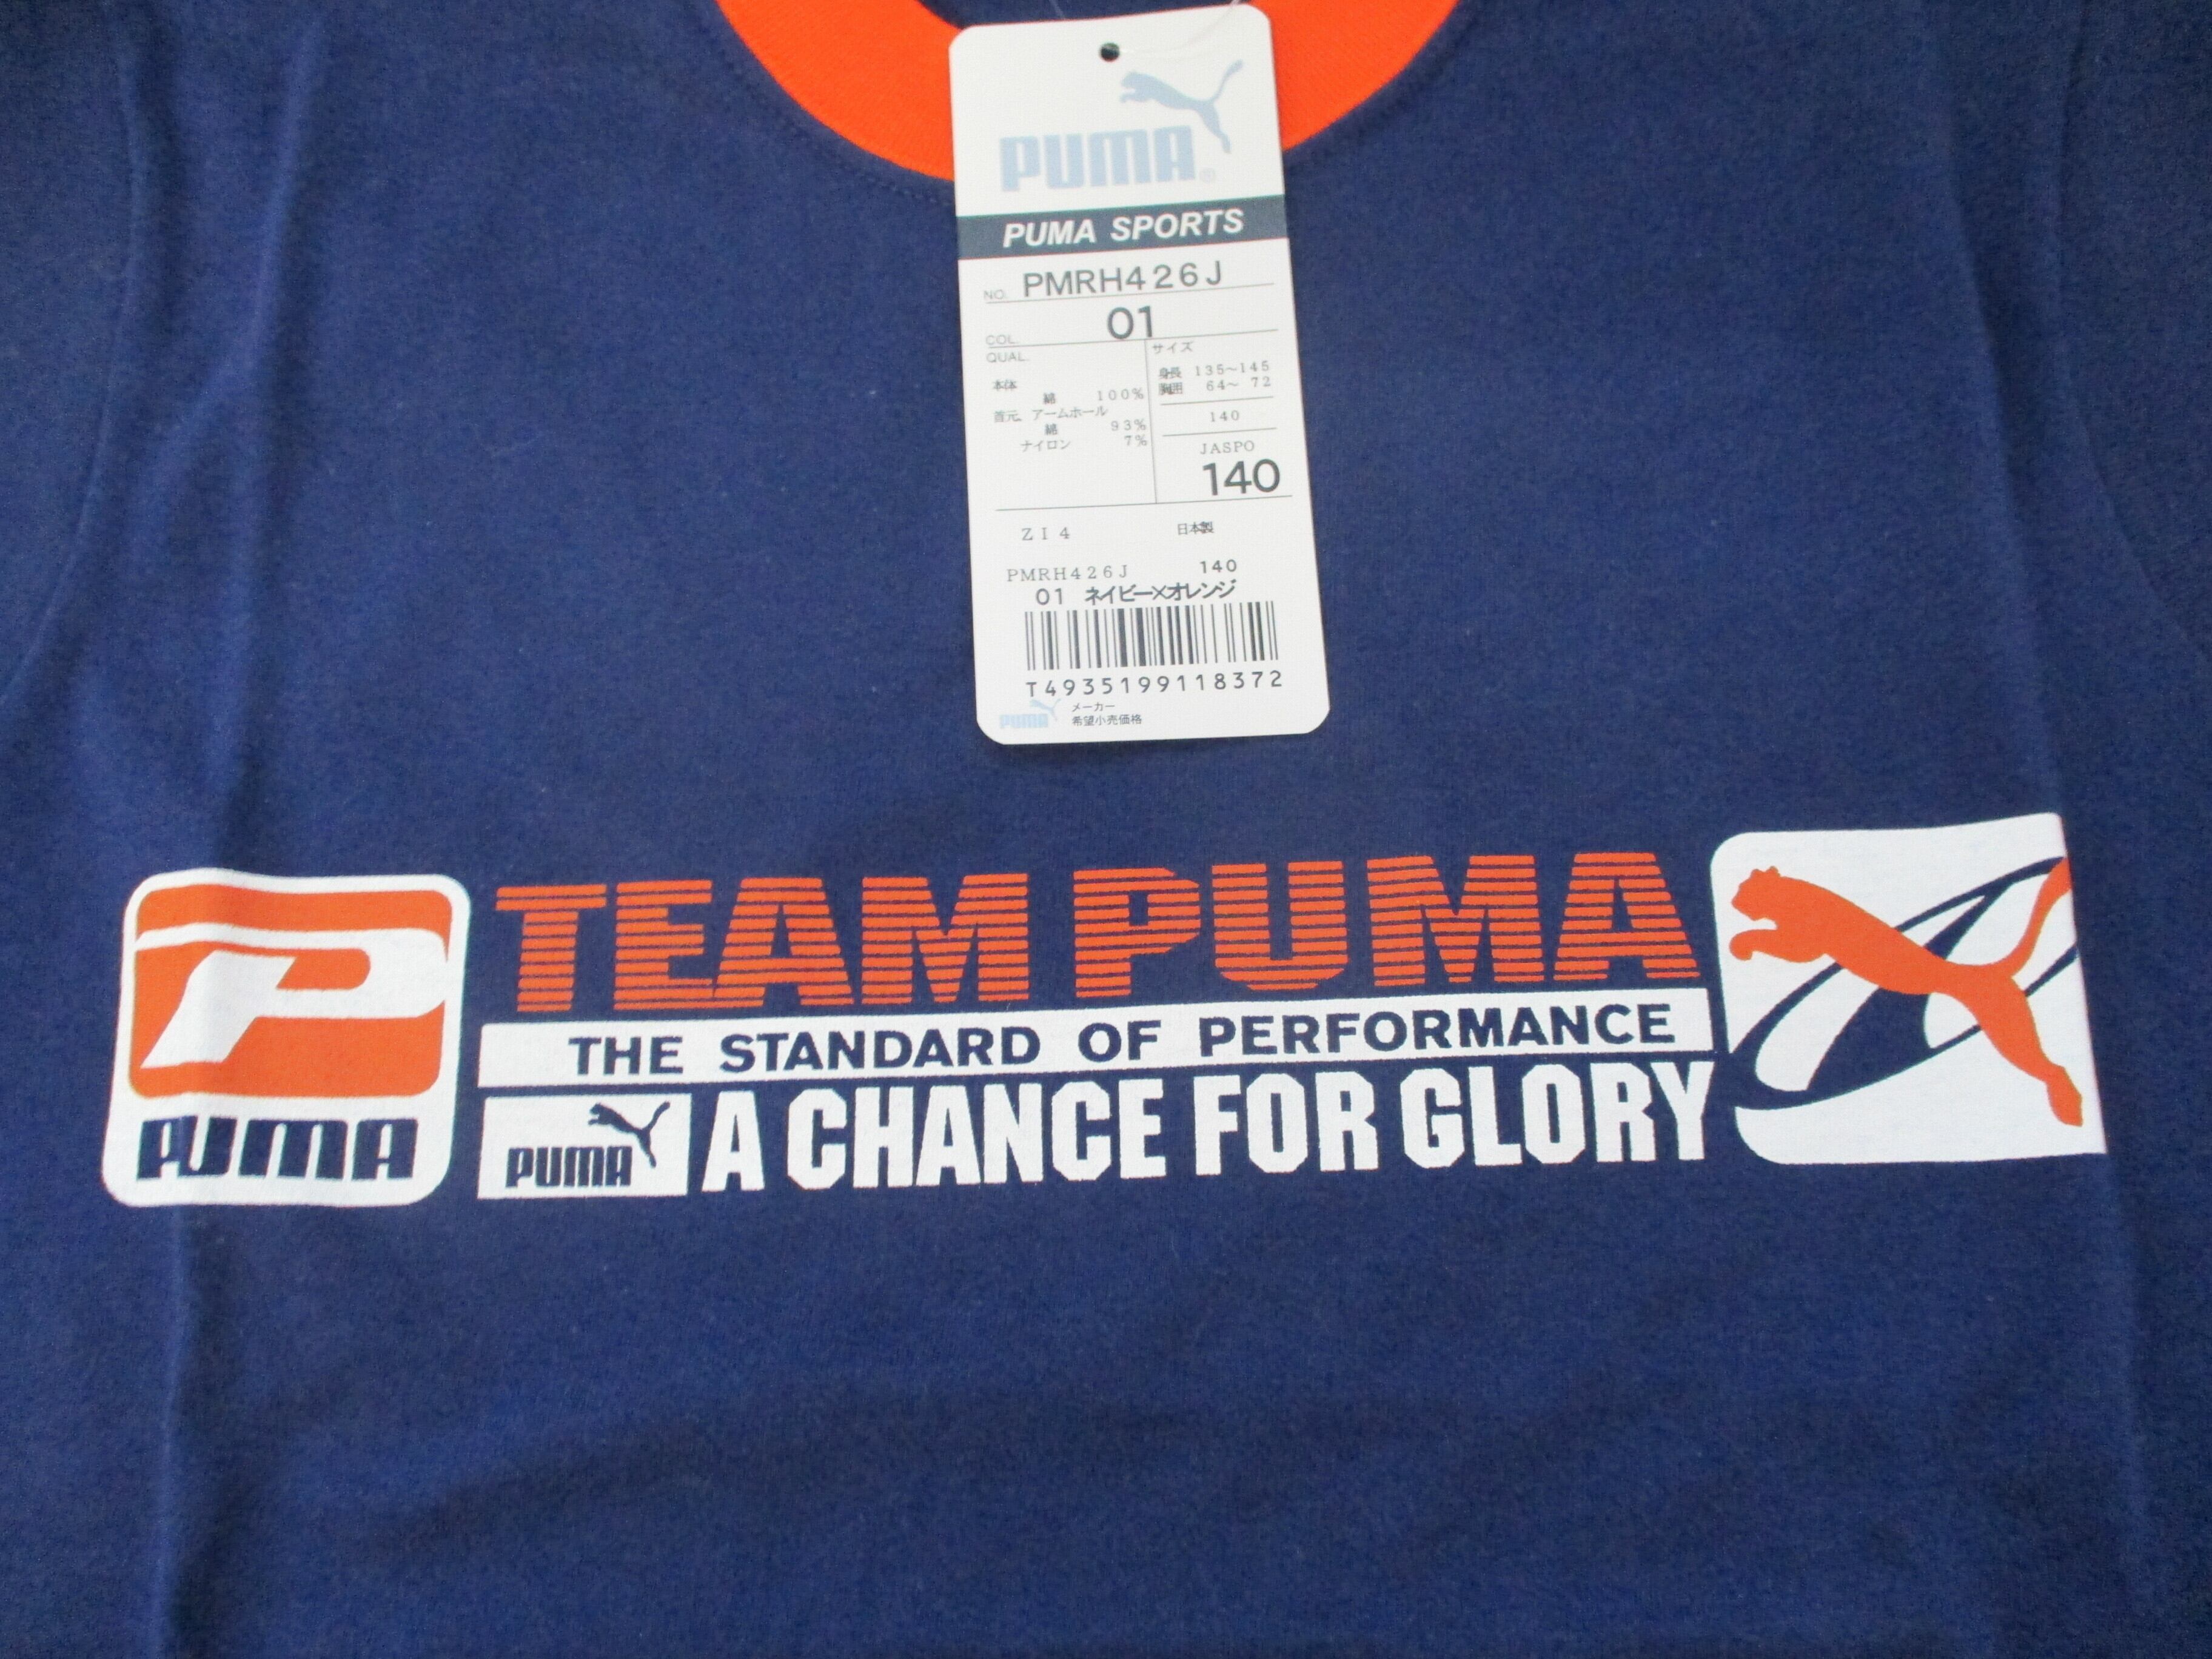 PUMA®
PUMA SPORTS
NO. PMRH426J
COL. 01
QUAL.
本体
綿 100%
首元、アームホール
綿 93%
ナイロン 7%
サイズ
身長 135〜145
胸囲 64〜 72
140
JASPO
140
ZI4 日本製
PMRH426J 140
01 ネイビー×オレンジ
T4935199118372
PUMA メーカー
希望小売価格
P
PUMA
TEAM PUMA
THE STANDARD OF PERFORMANCE
PUMA A CHANCE FOR GLORY